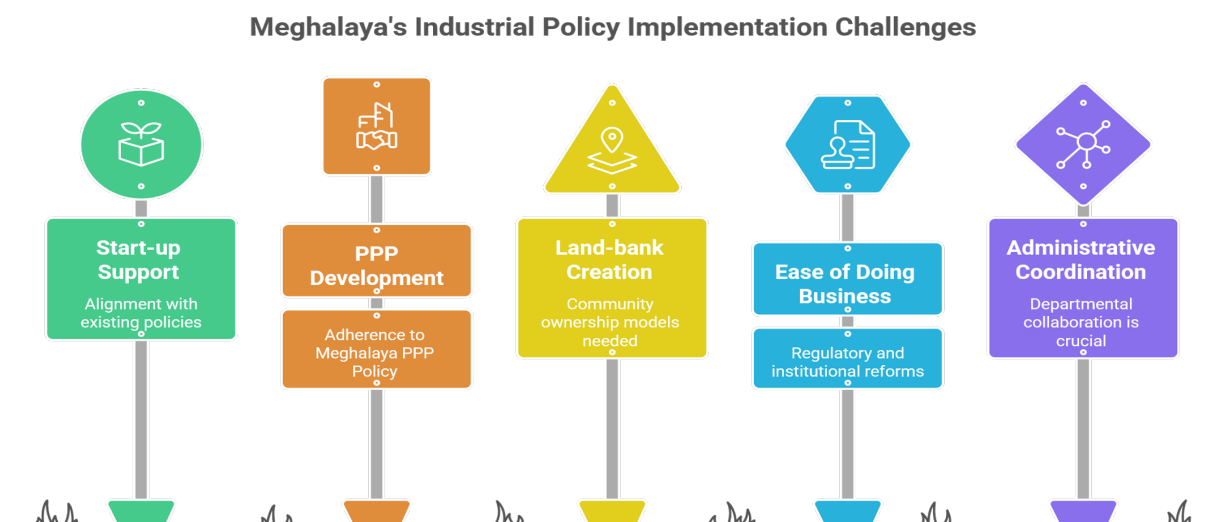 Meghalaya's Industrial Policy Implementation Challenges
Start-up
Support
Alignment with
existing policies
PPP
Development
Adherence to
Meghalaya PPP
Policy
Land-bank
Creation
Community
ownership models
needed
Ease of Doing
Business
Regulatory and
institutional reforms
Administrative
Coordination
Departmental
collaboration is
crucial